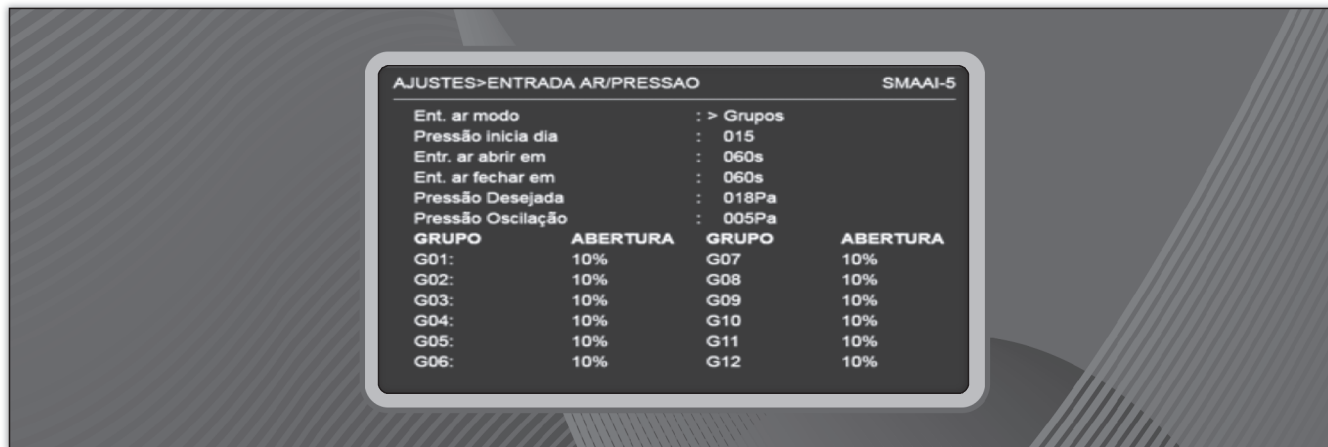 AJUSTES>ENTRADA AR/PRESSAO SMAAI-5
Ent. ar modo : > Grupos
Pressão inicia dia : 015
Entr. ar abrir em : 060s
Ent. ar fechar em : 060s
Pressão Desejada : 018Pa
Pressão Oscilação : 005Pa
GRUPO ABERTURA GRUPO ABERTURA
G01: 10% G07 10%
G02: 10% G08 10%
G03: 10% G09 10%
G04: 10% G10 10%
G05: 10% G11 10%
G06: 10% G12 10%